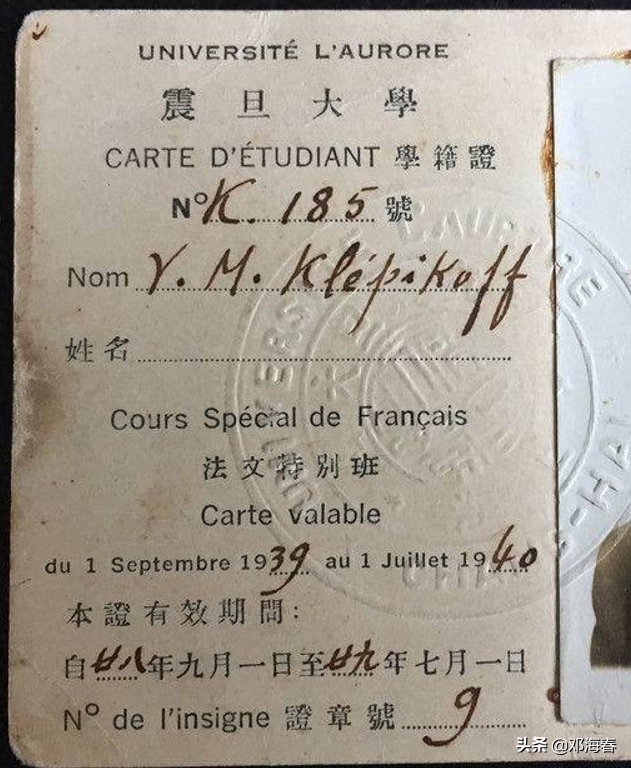 UNIVERSITÉ L'AURORE
震旦大學
CARTE D'ÉTUDIANT 學籍證
Nº K. 185 號
Nom V. M. Klépikoff
姓名
Cours Spécial de Français
法文特別班
Carte valable
du 1 Septembre 1939 au 1 Juillet 1940
本證有效期間:
自廿八年九月一日至廿九年七月一日
Nº de l'insigne 證章號 9
头条 @邓海春